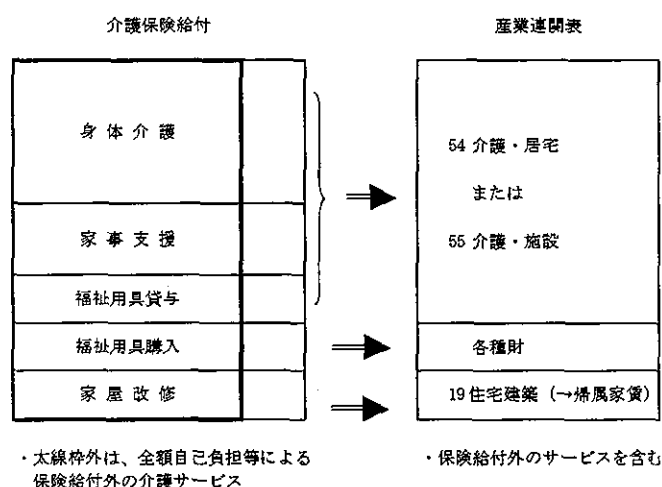 介護保険給付
産業連関表
身体介護
家事支援
福祉用具貸与
福祉用具購入
家屋改修
54 介護・居宅
または
55 介護・施設
各種財
19住宅建築（→帰属家賃）
・太線枠外は、全額自己負担等による
保険給付外の介護サービス
・保険給付外のサービスを含む